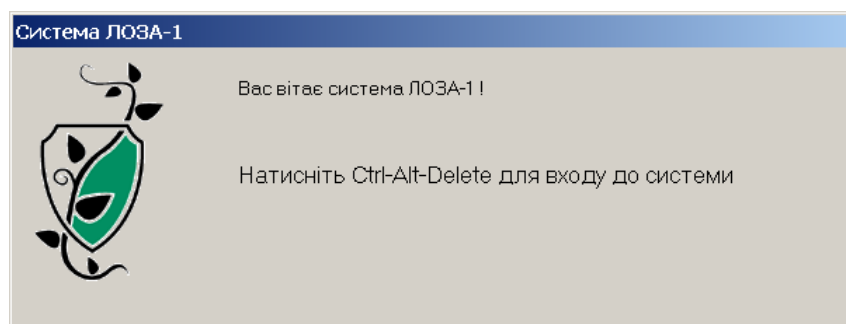 Система ЛОЗА-1
Вас вітає система ЛОЗА-1 !
Натисніть Ctrl-Alt-Delete для входу до системи